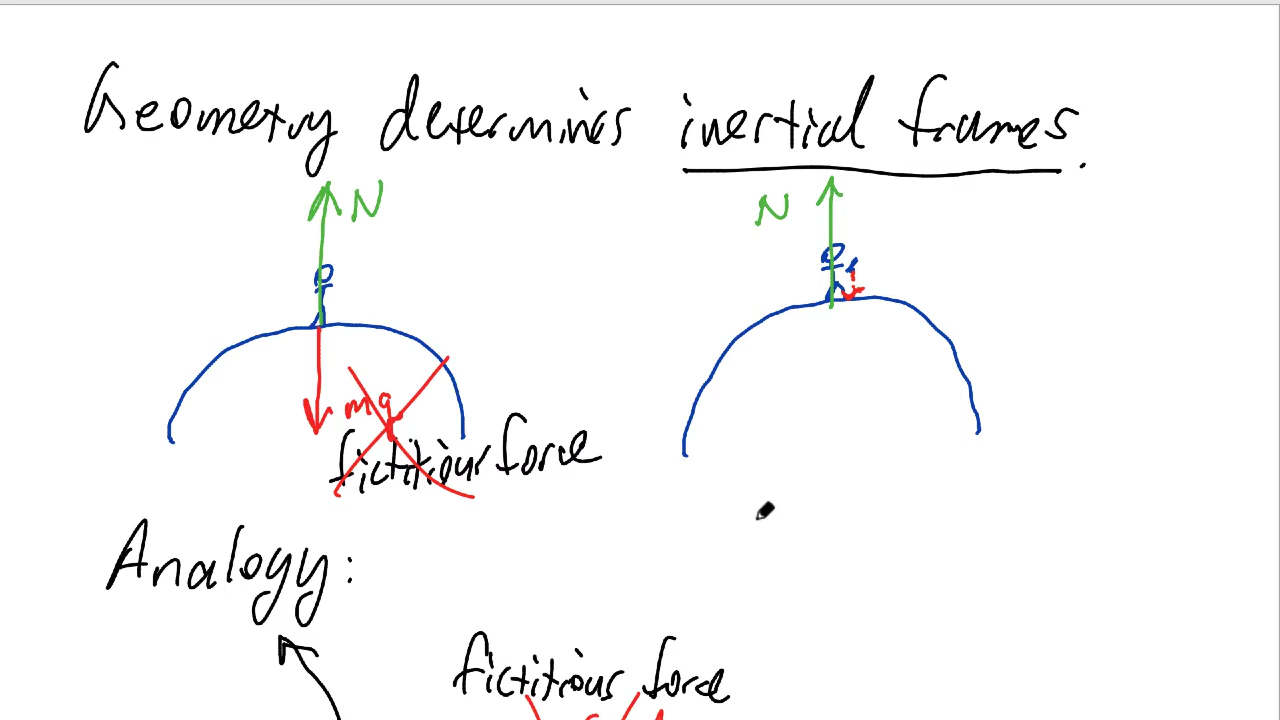 Geometry determines inertial frames.
N
N
mg
fictitious force
Analogy:
fictitious force